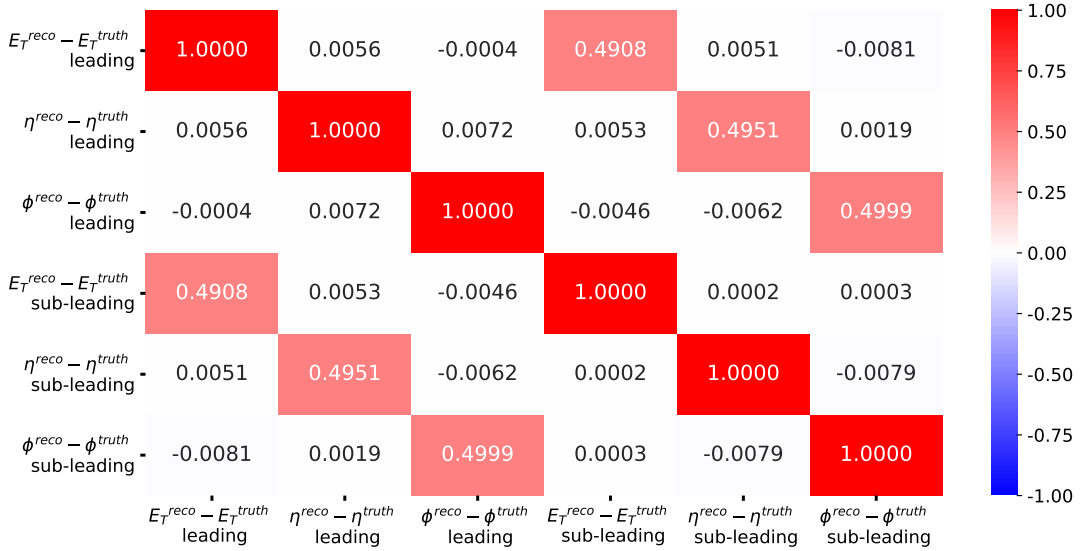 E_T^reco − E_T^truth
leading
1.0000 0.0056 -0.0004 0.4908 0.0051 -0.0081
η^reco − η^truth
leading
0.0056 1.0000 0.0072 0.0053 0.4951 0.0019
ϕ^reco − ϕ^truth
leading
-0.0004 0.0072 1.0000 -0.0046 -0.0062 0.4999
E_T^reco − E_T^truth
sub-leading
0.4908 0.0053 -0.0046 1.0000 0.0002 0.0003
η^reco − η^truth
sub-leading
0.0051 0.4951 -0.0062 0.0002 1.0000 -0.0079
ϕ^reco − ϕ^truth
sub-leading
-0.0081 0.0019 0.4999 0.0003 -0.0079 1.0000
E_T^reco − E_T^truth
leading
η^reco − η^truth
leading
ϕ^reco − ϕ^truth
leading
E_T^reco − E_T^truth
sub-leading
η^reco − η^truth
sub-leading
ϕ^reco − ϕ^truth
sub-leading
1.00
0.75
0.50
0.25
0.00
-0.25
-0.50
-0.75
-1.00